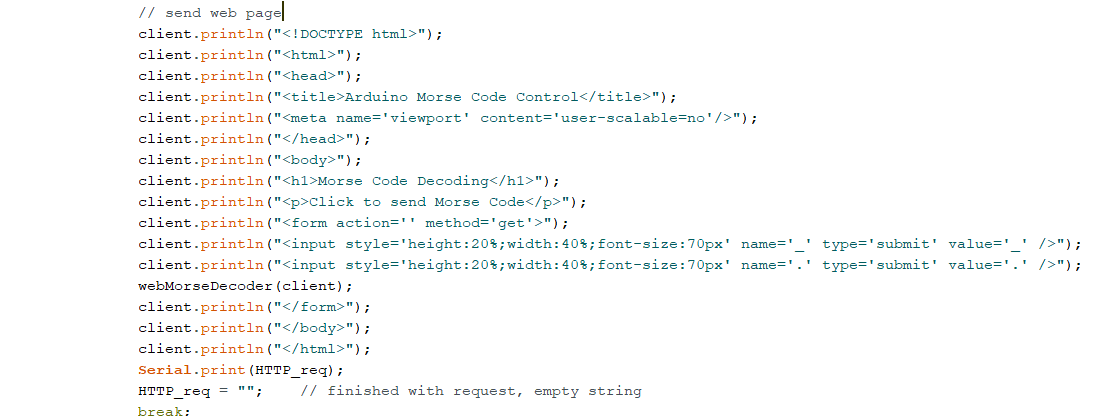 // send web page
client.println("<!DOCTYPE html>");
client.println("<html>");
client.println("<head>");
client.println("<title>Arduino Morse Code Control</title>");
client.println("<meta name='viewport' content='user-scalable=no'/>");
client.println("</head>");
client.println("<body>");
client.println("<h1>Morse Code Decoding</h1>");
client.println("<p>Click to send Morse Code</p>");
client.println("<form action='' method='get'>");
client.println("<input style='height:20%;width:40%;font-size:70px' name='_' type='submit' value='_' />");
client.println("<input style='height:20%;width:40%;font-size:70px' name='.' type='submit' value='.' />");
webMorseDecoder(client);
client.println("</form>");
client.println("</body>");
client.println("</html>");
Serial.print(HTTP_req);
HTTP_req = "";    // finished with request, empty string
break;